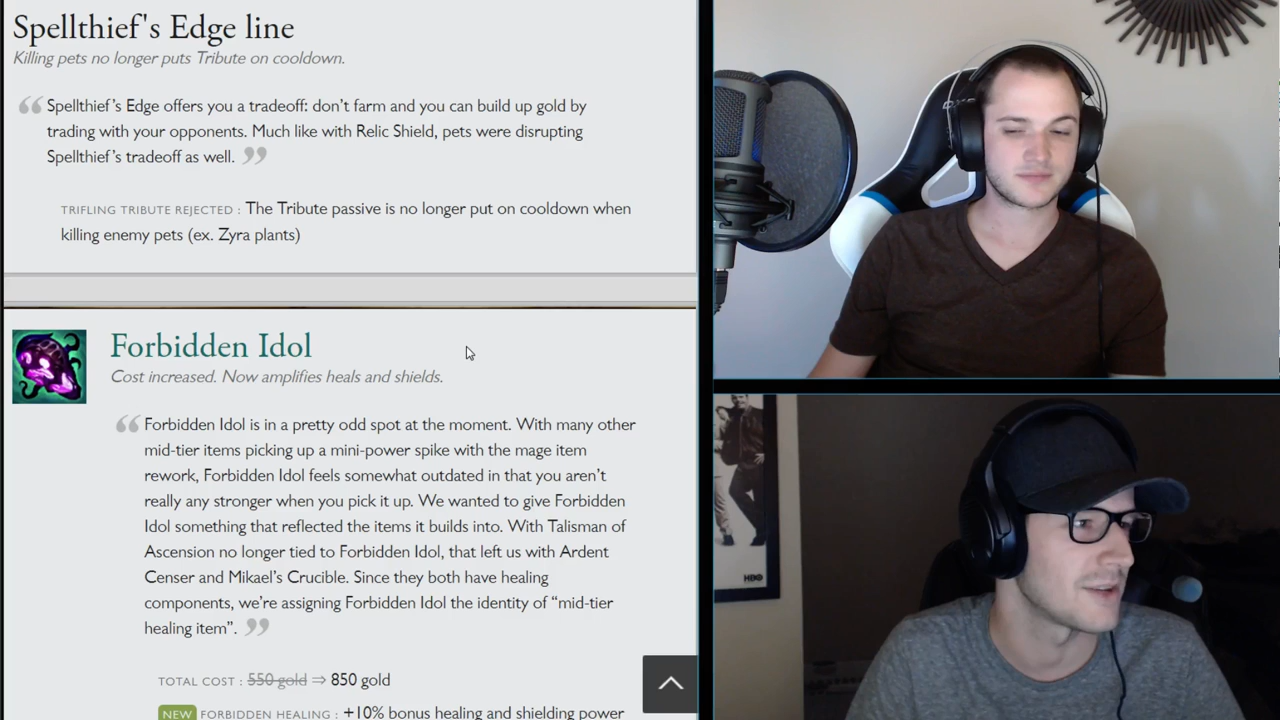 Spellthief's Edge line
Killing pets no longer puts Tribute on cooldown.
“ Spellthief's Edge offers you a tradeoff: don't farm and you can build up gold by
trading with your opponents. Much like with Relic Shield, pets were disrupting
Spellthief's tradeoff as well. ”
TRIFLING TRIBUTE REJECTED : The Tribute passive is no longer put on cooldown when
killing enemy pets (ex. Zyra plants)
Forbidden Idol
Cost increased. Now amplifies heals and shields.
“ Forbidden Idol is in a pretty odd spot at the moment. With many other
mid-tier items picking up a mini-power spike with the mage item
rework, Forbidden Idol feels somewhat outdated in that you aren't
really any stronger when you pick it up. We wanted to give Forbidden
Idol something that reflected the items it builds into. With Talisman of
Ascension no longer tied to Forbidden Idol, that left us with Ardent
Censer and Mikael's Crucible. Since they both have healing
components, we're assigning Forbidden Idol the identity of “mid-tier
healing item”. ”
TOTAL COST : 550 gold ⇒ 850 gold
NEW FORBIDDEN HEALING : +10% bonus healing and shielding power
HBO